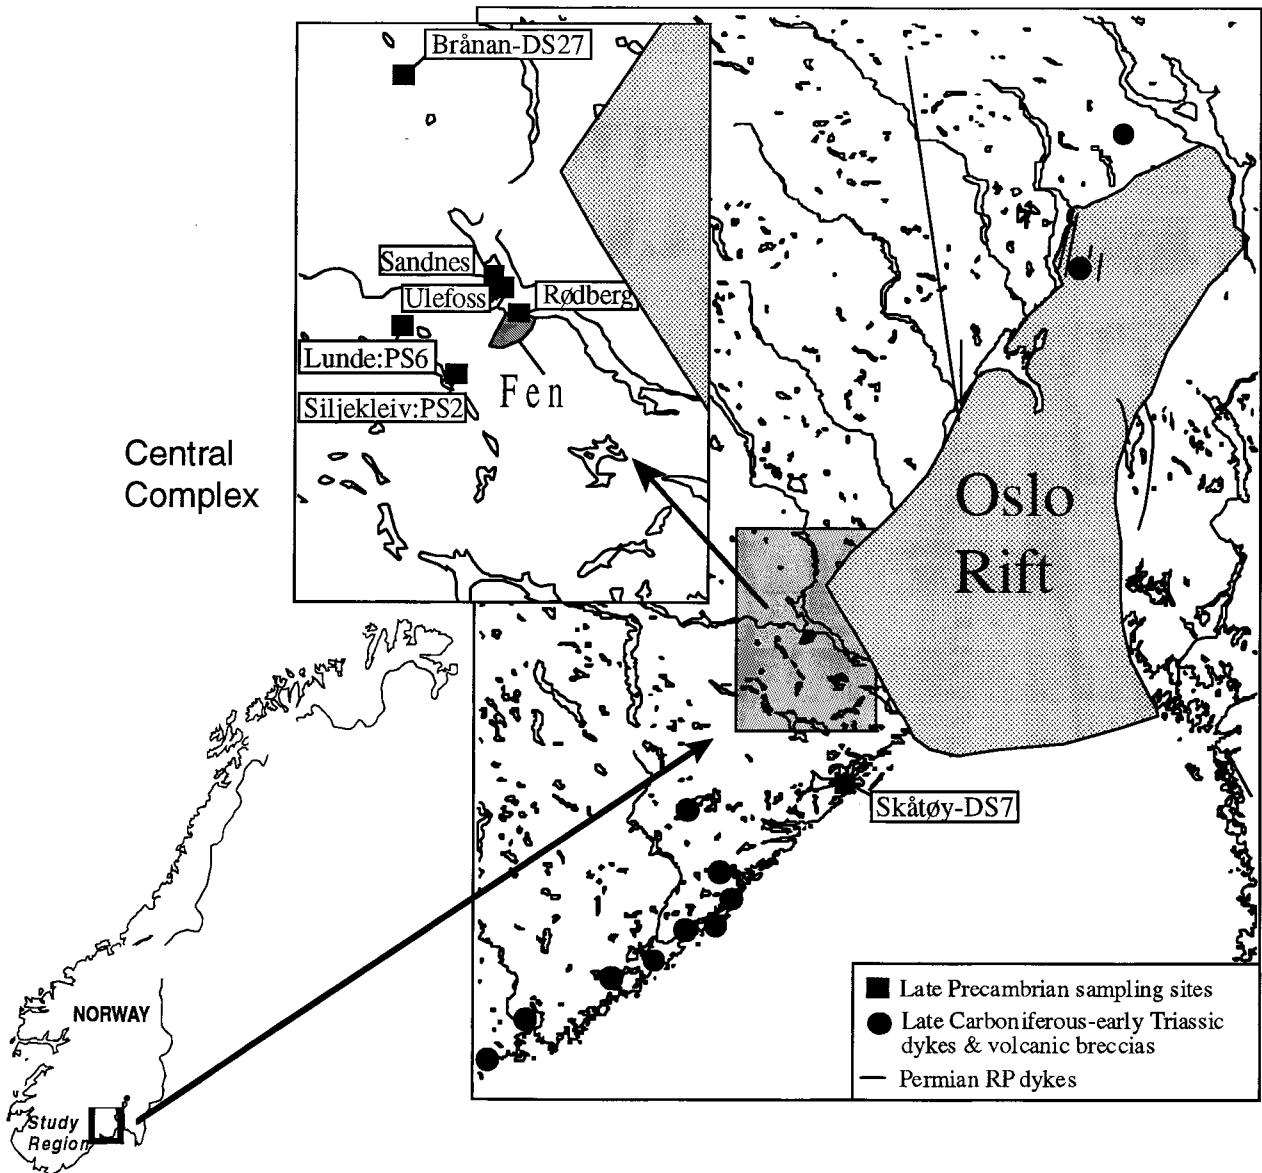 Brånan-DS27
Sandnes
Ulefoss
Rødberg
Lunde:PS6
Fen
Siljekleiv:PS2
Central
Complex
Oslo
Rift
Skåtøy-DS7
NORWAY
Study
Region
Late Precambrian sampling sites
Late Carboniferous-early Triassic
dykes & volcanic breccias
Permian RP dykes